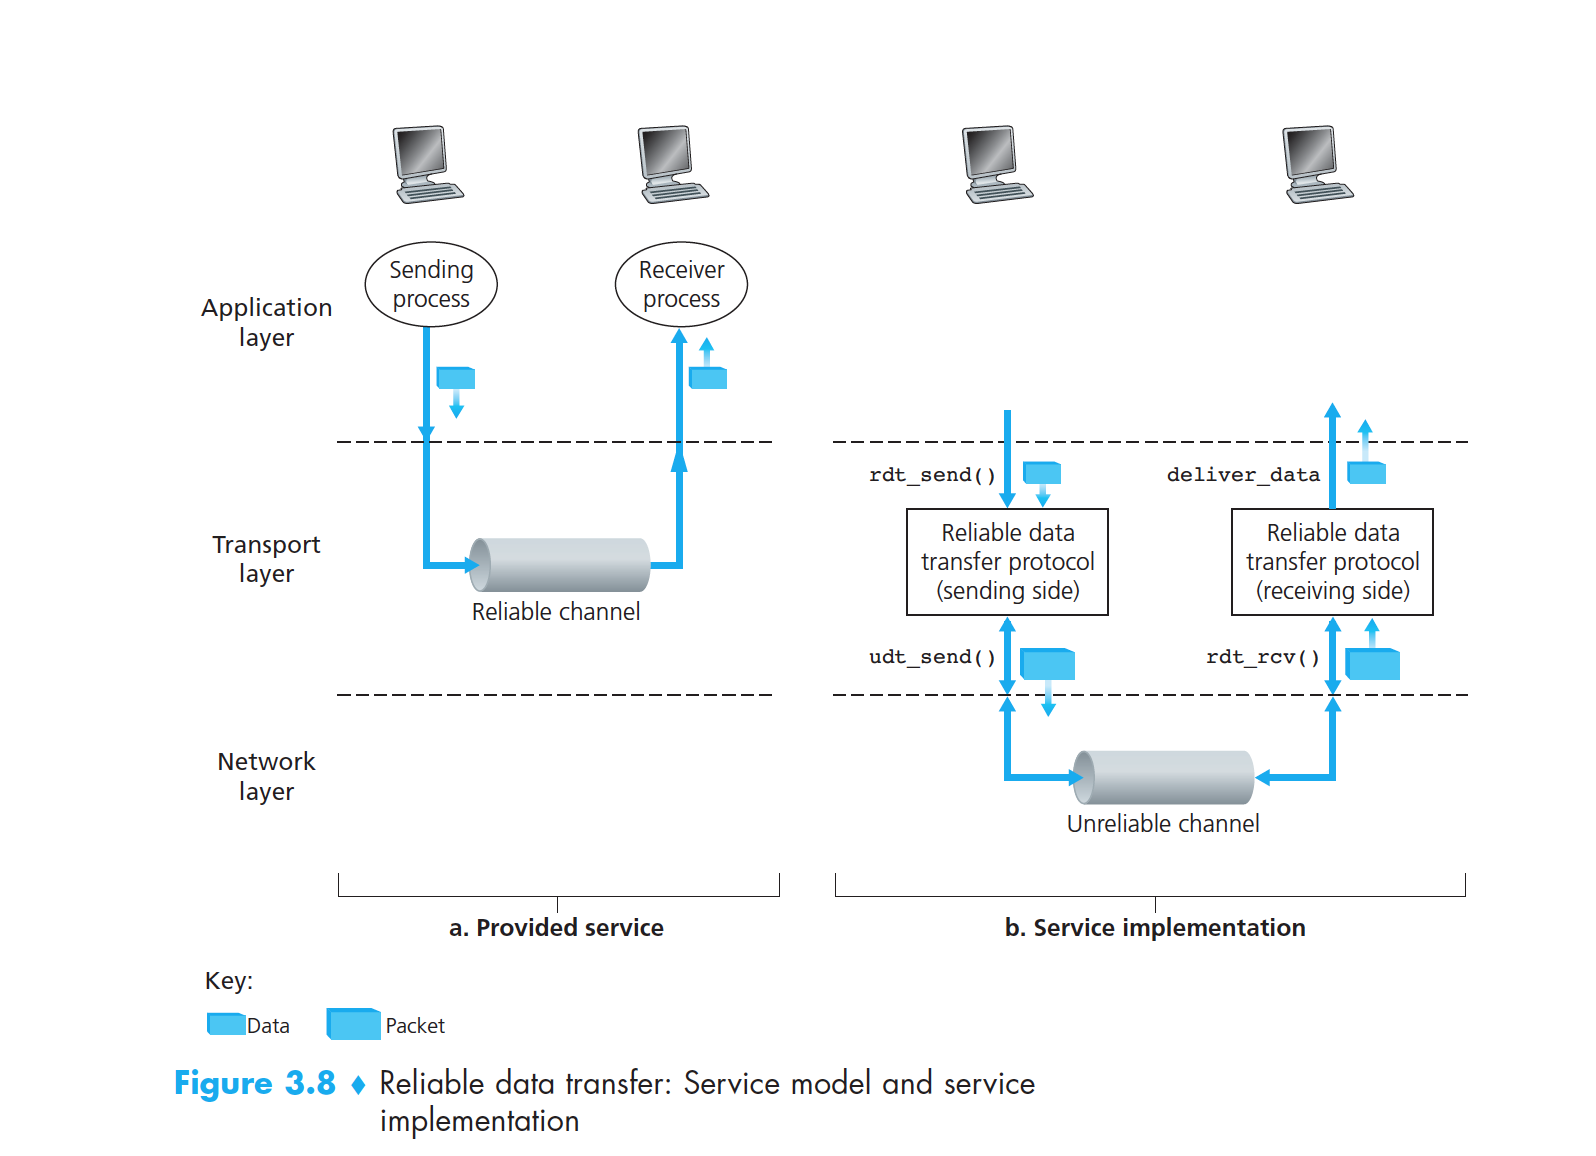 Sending
process
Receiver
process
Application
layer
rdt_send()
deliver_data
Reliable data
transfer protocol
(sending side)
Reliable data
transfer protocol
(receiving side)
Transport
layer
Reliable channel
udt_send()
rdt_rcv()
Network
layer
Unreliable channel
a. Provided service
b. Service implementation
Key:
Data
Packet
Figure 3.8 ♦ Reliable data transfer: Service model and service
implementation